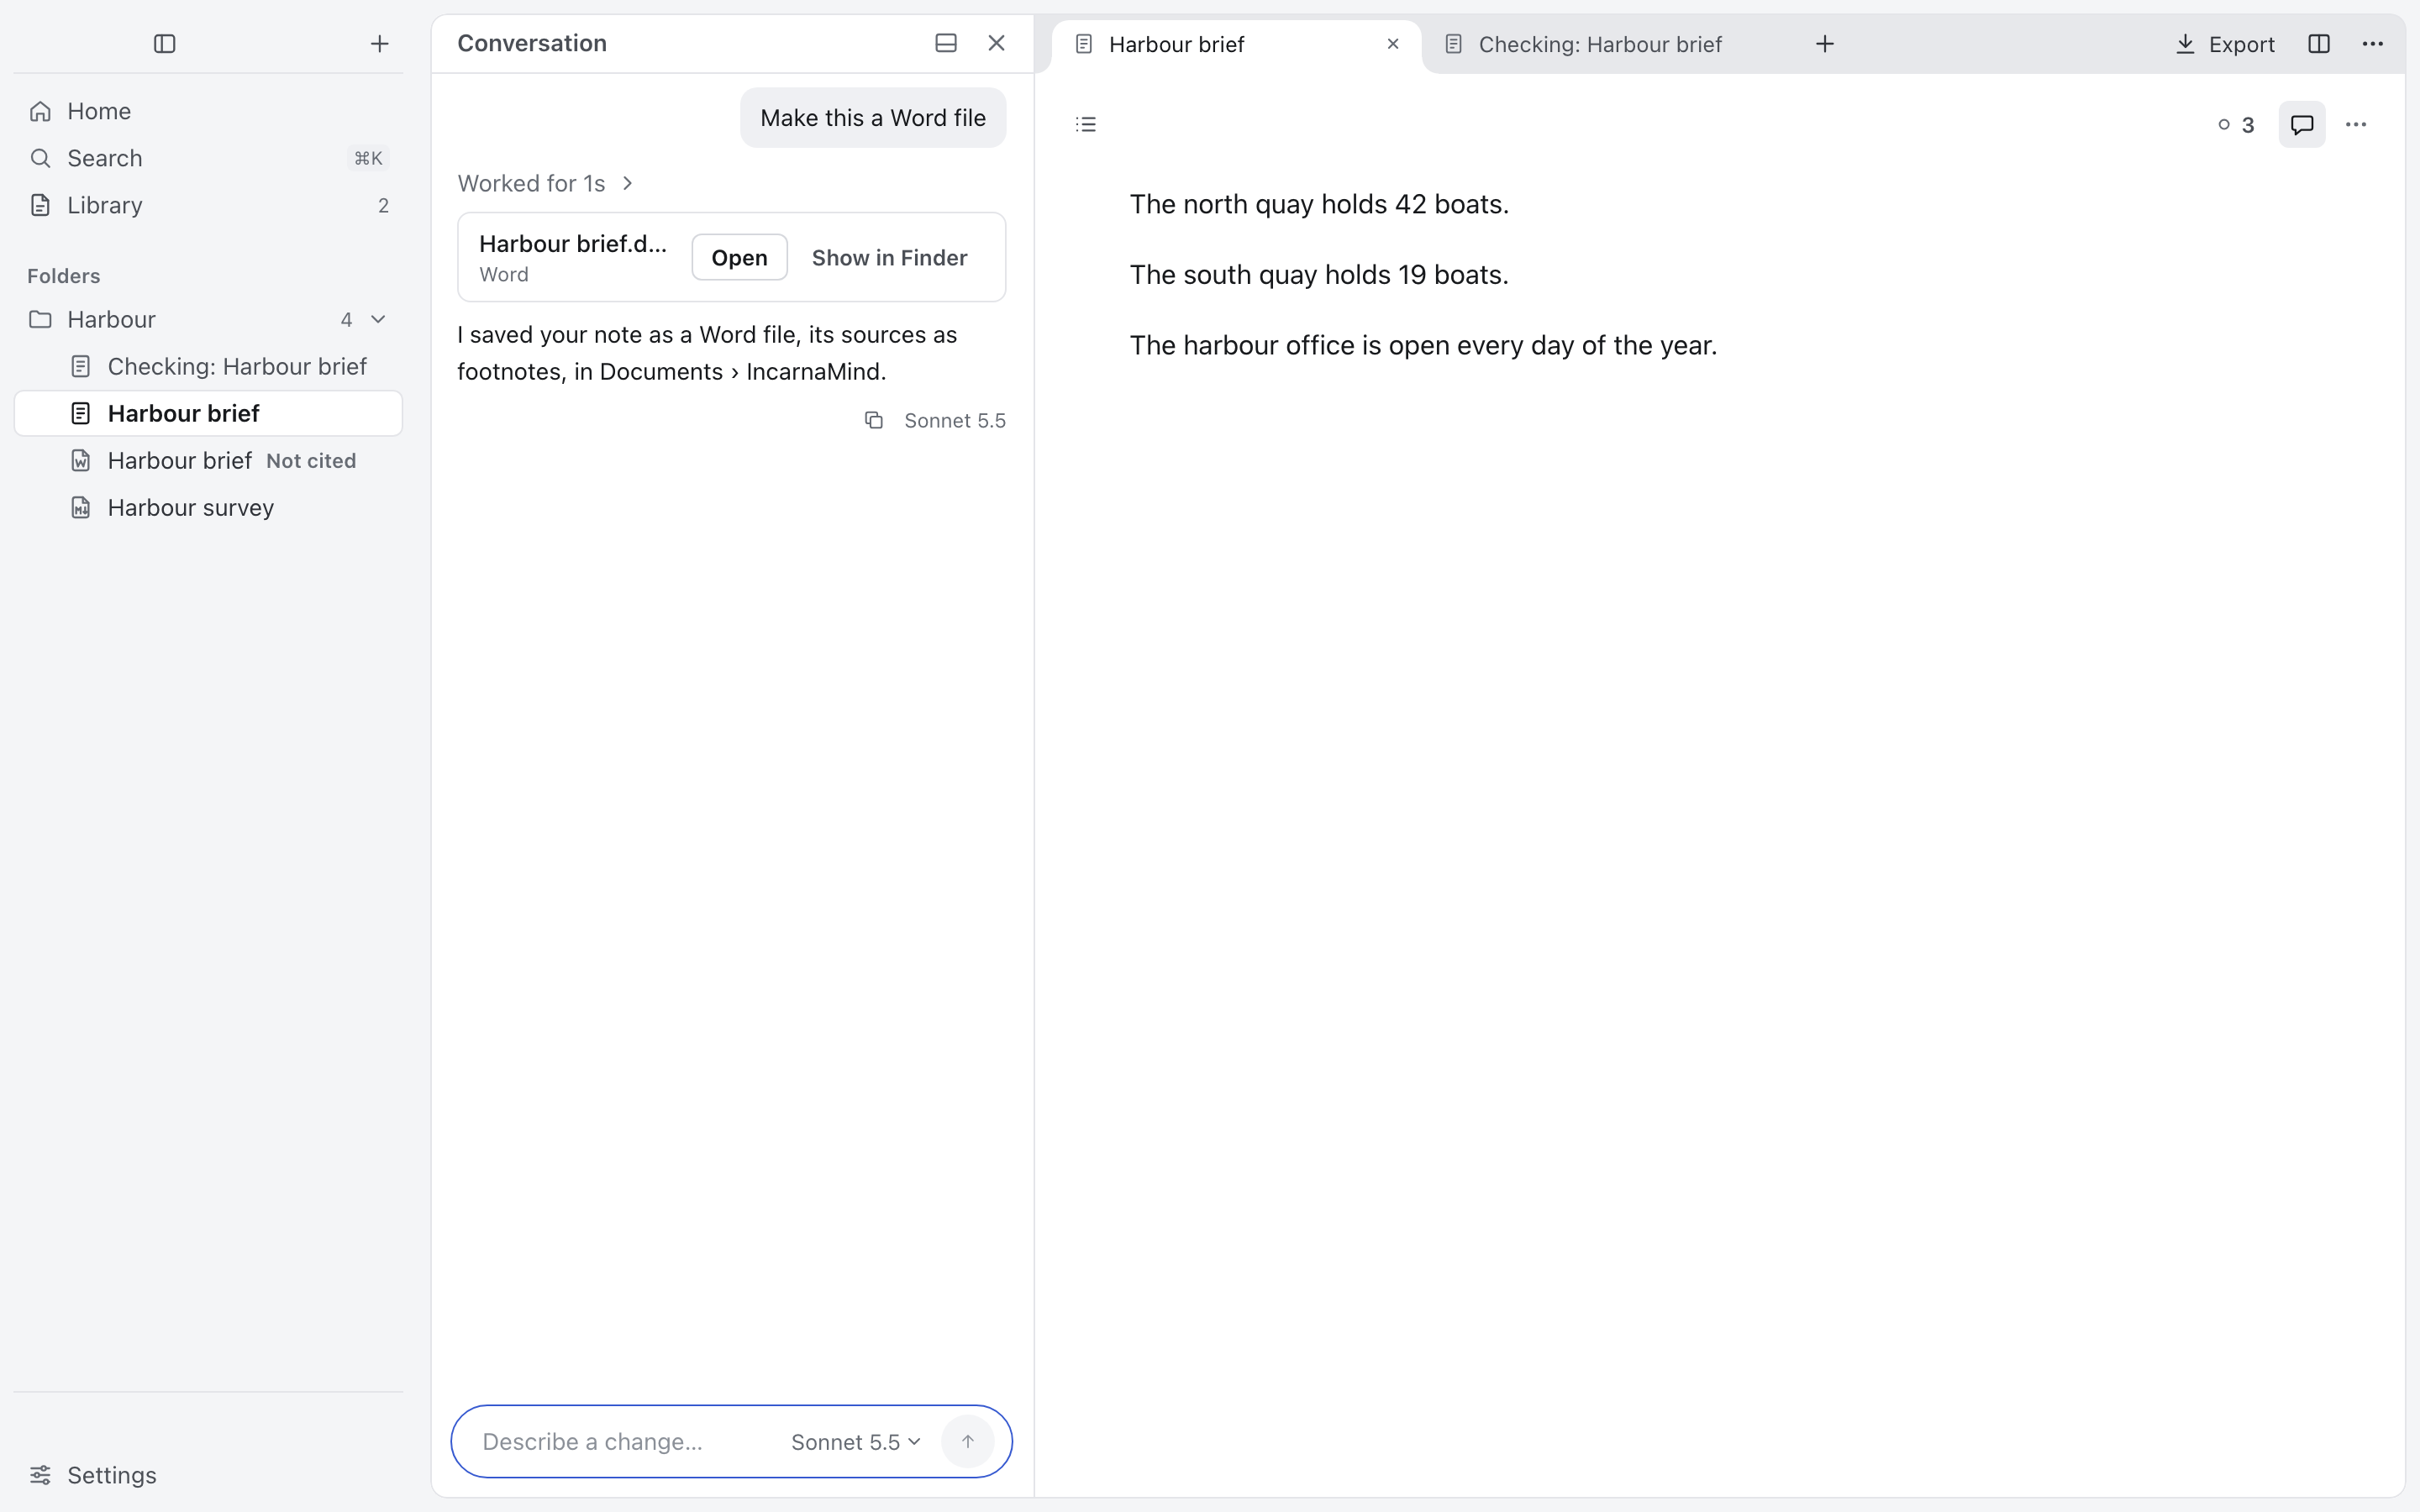 Home
Search ⌘K
Library 2
Folders
Harbour 4
Checking: Harbour brief
Harbour brief
Harbour brief Not cited
Harbour survey
Settings
Conversation
Make this a Word file
Worked for 1s
Harbour brief.d...
Word
Open
Show in Finder
I saved your note as a Word file, its sources as
footnotes, in Documents › IncarnaMind.
Sonnet 5.5
Describe a change...
Sonnet 5.5
Harbour brief
Checking: Harbour brief
Export
3
The north quay holds 42 boats.
The south quay holds 19 boats.
The harbour office is open every day of the year.